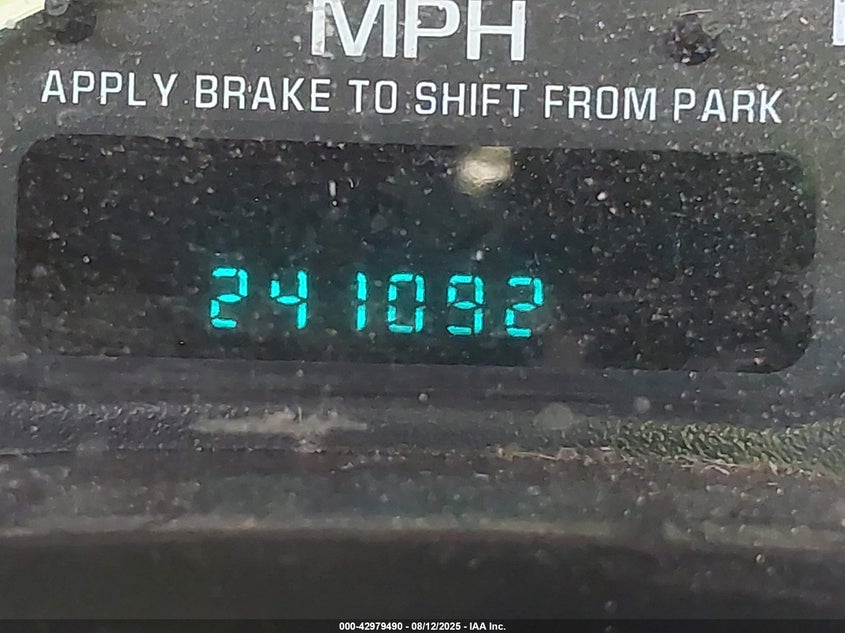 MPH
APPLY BRAKE TO SHIFT FROM PARK
241092
000-42979490 - 08/12/2025 - IAA Inc.